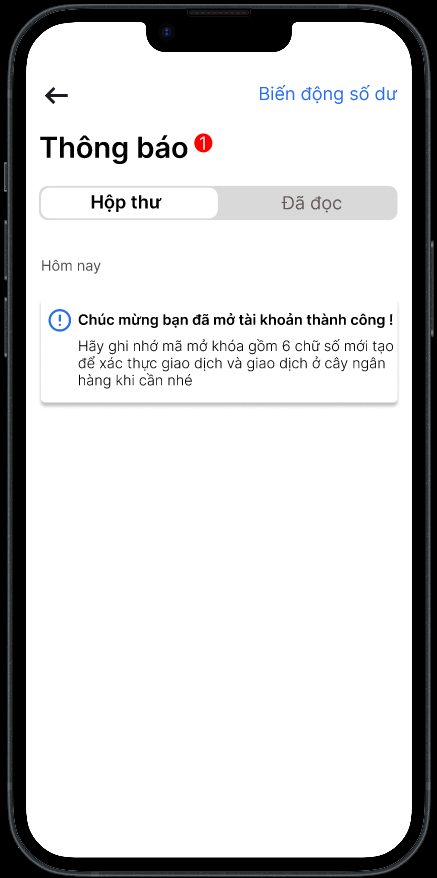 Biến động số dư
Thông báo 1
Hộp thư
Đã đọc
Hôm nay
Chúc mừng bạn đã mở tài khoản thành công !
Hãy ghi nhớ mã mở khóa gồm 6 chữ số mới tạo
để xác thực giao dịch và giao dịch ở cây ngân
hàng khi cần nhé